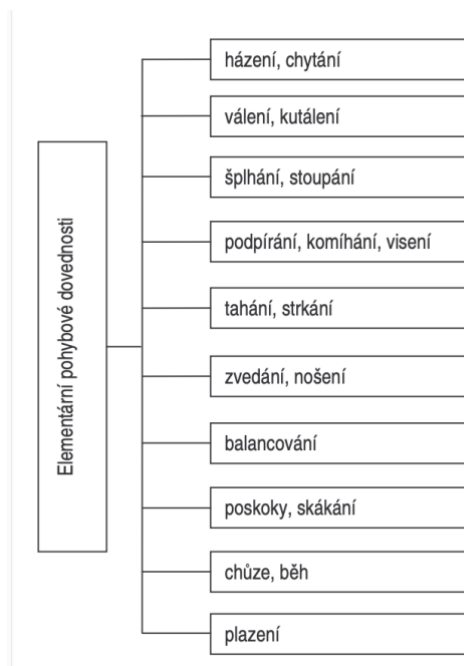 Elementární pohybové dovednosti
házení, chytání
válení, kutálení
šplhání, stoupání
podpírání, komíhání, visení
tahání, strkání
zvedání, nošení
balancování
poskoky, skákání
chůze, běh
plazení